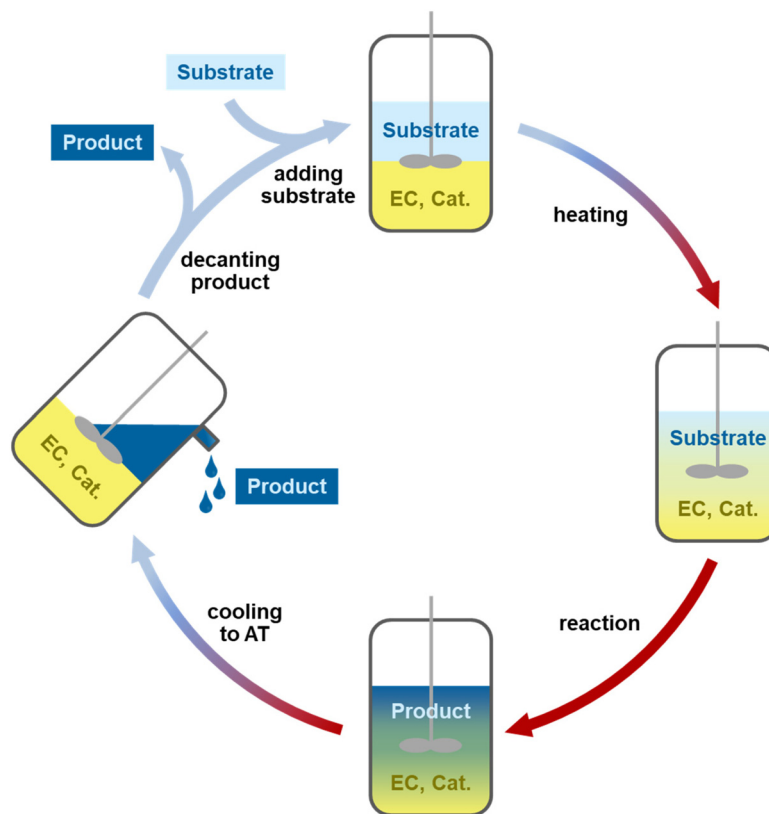 Substrate
Product
adding
substrate
decanting
product
Substrate
EC, Cat.
heating
Substrate
EC, Cat.
reaction
Product
EC, Cat.
cooling
to AT
EC, Cat.
Product